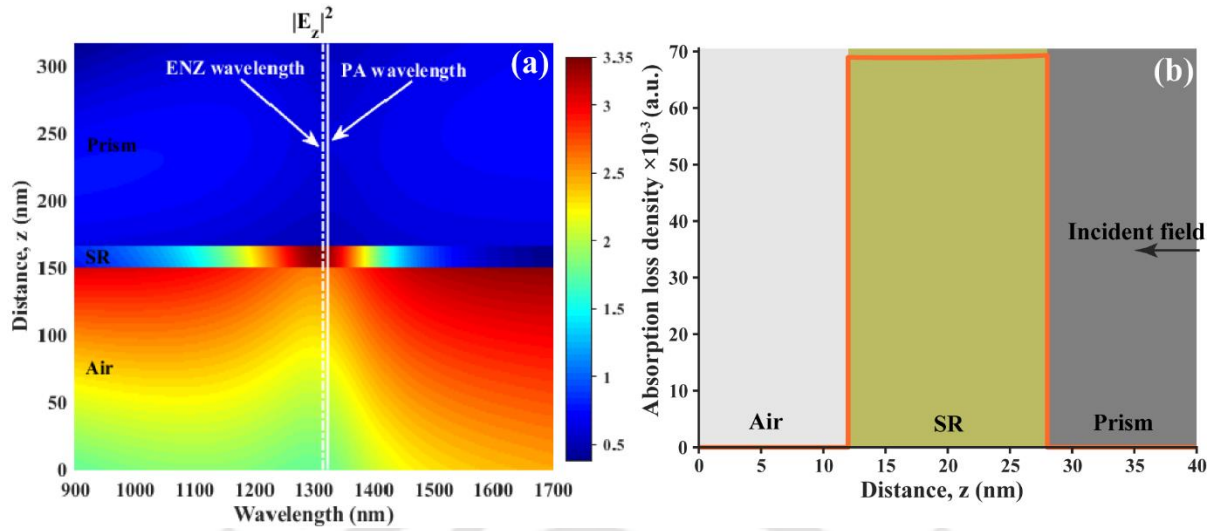 |E_z|²
(a)
ENZ wavelength
PA wavelength
Prism
SR
Air
Distance, z (nm)
300
250
200
150
100
50
0
900 1000 1100 1200 1300 1400 1500 1600 1700
Wavelength (nm)
3.35
3
2.5
2
1.5
1
0.5
(b)
Absorption loss density ×10⁻³ (a.u.)
70
60
50
40
30
20
10
0
Incident field
Air SR Prism
0 5 10 15 20 25 30 35 40
Distance, z (nm)